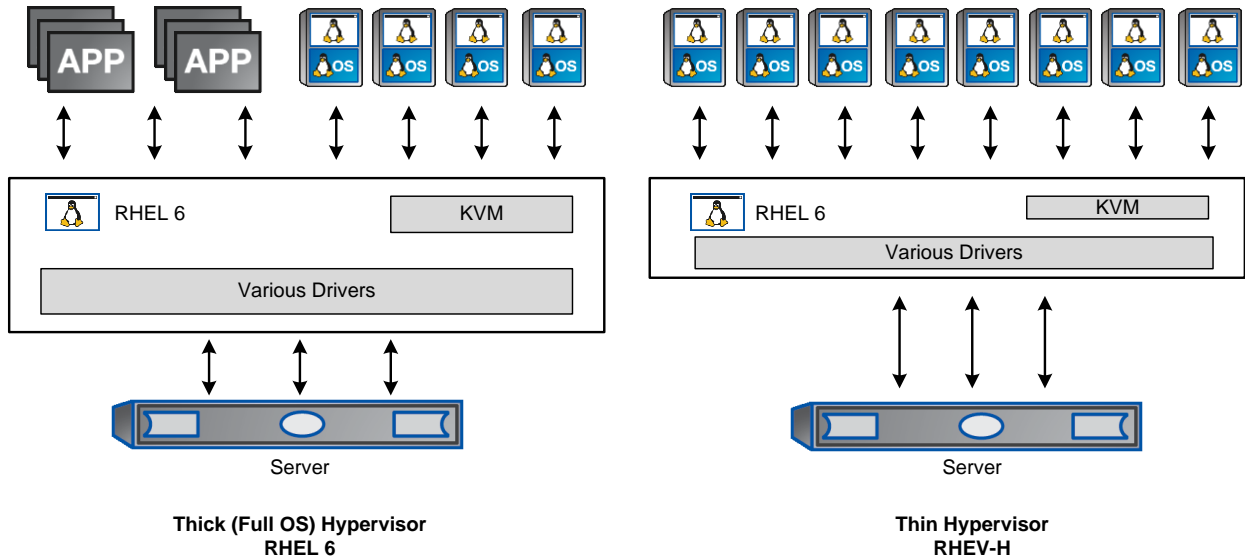 APP
APP
OS
OS
OS
OS
RHEL 6
KVM
Various Drivers
Server
Thick (Full OS) Hypervisor
RHEL 6
OS
OS
OS
OS
OS
OS
OS
OS
RHEL 6
KVM
Various Drivers
Server
Thin Hypervisor
RHEV-H